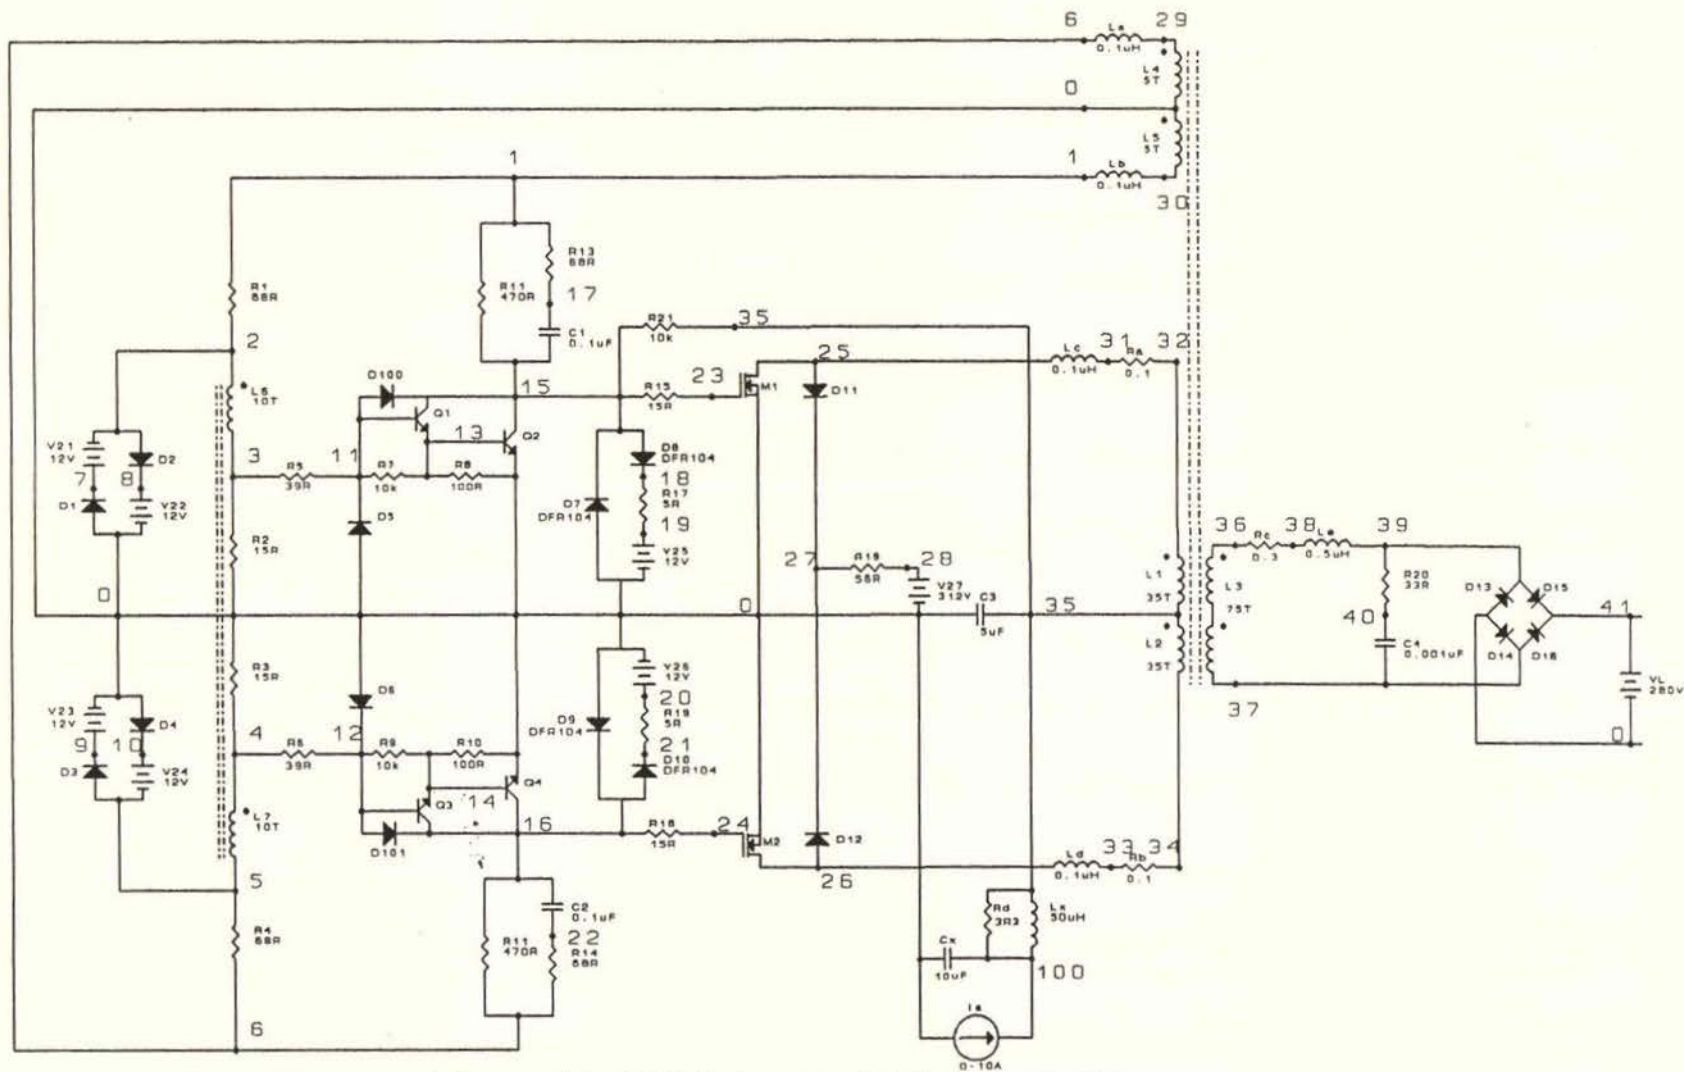 6 La 29
0.1uH
L4
5T
0
L5
5T
1
1 Lb
0.1uH
30
R13
68R
R1
68R
R11
470R
17
C1
0.1uF
R21
10k
35
2
25
Lc
0.1uH
31
Ra
0.1
32
D100
L6
10T
15
R15
15R
23
M1
D11
Q1
13
Q2
V21
12V
D2
3
R5
39R
11
R7
10k
R8
100R
D8
DFR104
18
7
8
D1
V22
12V
R17
5R
D7
DFR104
19
D5
R2
15R
V25
12V
27
R19
56R
28
V27
312V
36
Rc
0.3
38
Le
0.5uH
39
R20
33R
D13
D15
L1
35T
L3
75T
0
0
C3
5uF
35
40
41
L2
35T
C4
0.001uF
D14
D16
VL
280V
R3
15R
V26
12V
D6
20
R18
5R
37
V23
12V
D4
D9
DFR104
21
D10
DFR104
9
10
4
R6
39R
12
R9
10k
R10
100R
0
D3
V24
12V
Q4
14
Q3
L7
10T
16
R16
15R
24
M2
D12
D101
26
Ld
0.1uH
33
Rb
0.1
34
5
C2
0.1uF
Rd
3R3
Lx
50uH
R4
68R
R11
470R
22
R14
68R
Cx
10uF
100
Is
0-10A
6